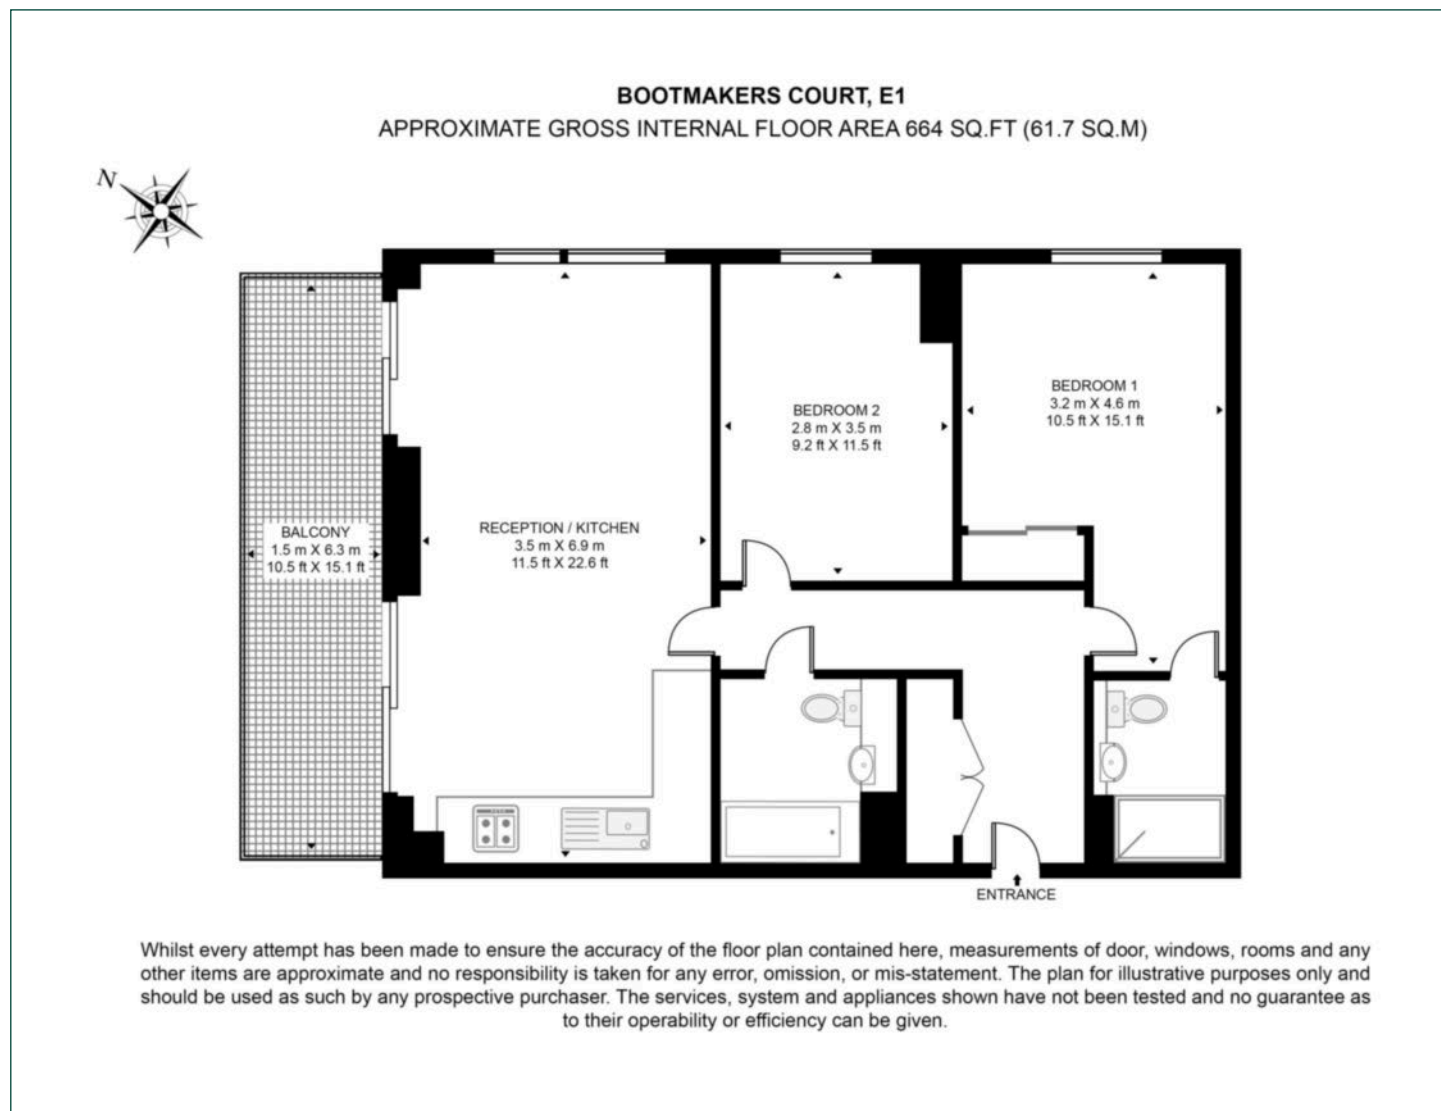 BOOTMAKERS COURT, E1
APPROXIMATE GROSS INTERNAL FLOOR AREA 664 SQ.FT (61.7 SQ.M)
N
BEDROOM 1
3.2 m X 4.6 m
10.5 ft X 15.1 ft
BEDROOM 2
2.8 m X 3.5 m
9.2 ft X 11.5 ft
RECEPTION / KITCHEN
3.5 m X 6.9 m
11.5 ft X 22.6 ft
BALCONY
1.5 m X 6.3 m
10.5 ft X 15.1 ft
ENTRANCE
Whilst every attempt has been made to ensure the accuracy of the floor plan contained here, measurements of door, windows, rooms and any
other items are approximate and no responsibility is taken for any error, omission, or mis-statement. The plan for illustrative purposes only and
should be used as such by any prospective purchaser. The services, system and appliances shown have not been tested and no guarantee as
to their operability or efficiency can be given.